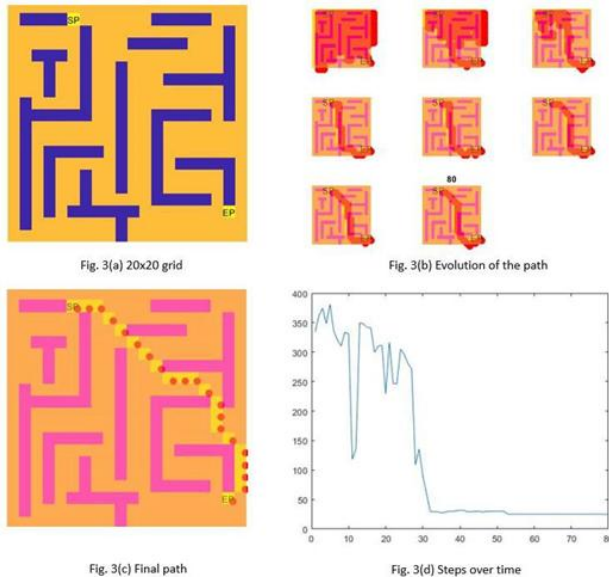 SP
EP
Fig. 3(a) 20x20 grid
80
Fig. 3(b) Evolution of the path
SP
EP
Fig. 3(c) Final path
400
350
300
250
200
150
100
50
0
0 10 20 30 40 50 60 70 80
Fig. 3(d) Steps over time